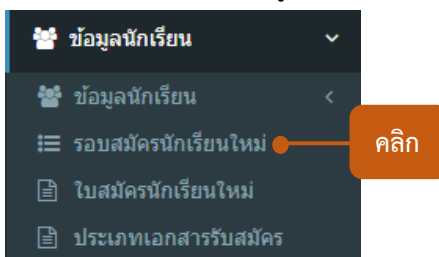 ข้อมูลนักเรียน
ข้อมูลนักเรียน
รอบสมัครนักเรียนใหม่
คลิก
ใบสมัครนักเรียนใหม่
ประเภทเอกสารรับสมัคร